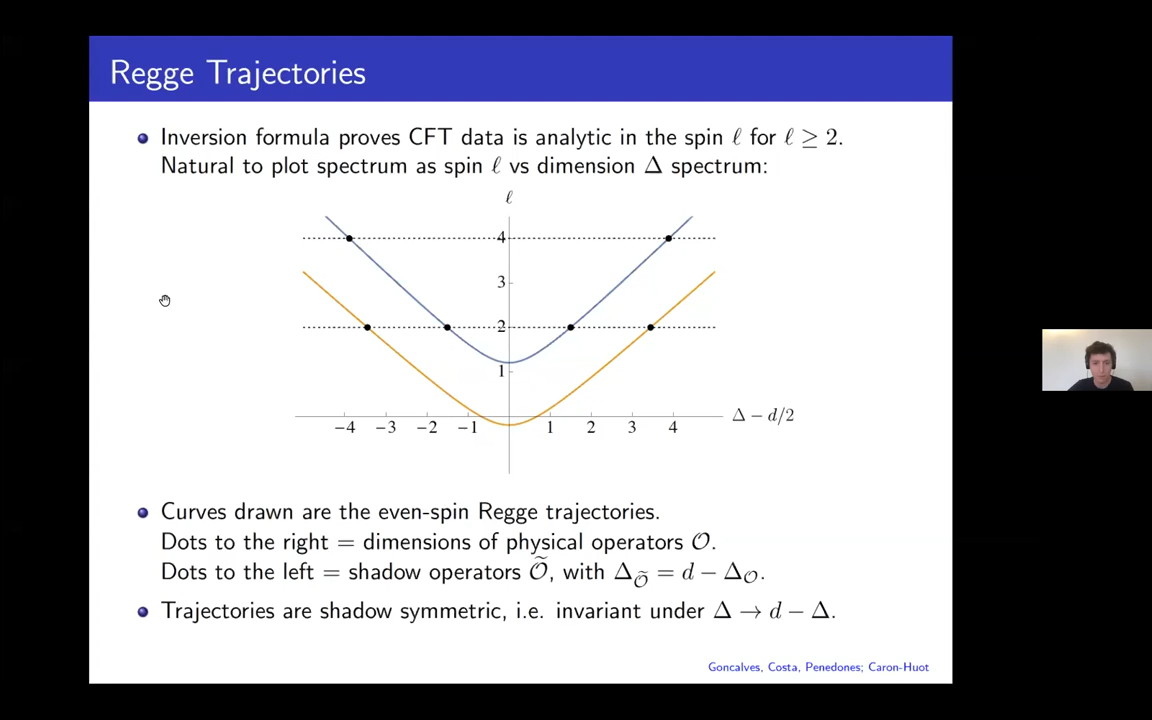 Regge Trajectories
Inversion formula proves CFT data is analytic in the spin ℓ for ℓ ≥ 2.
Natural to plot spectrum as spin ℓ vs dimension Δ spectrum:
ℓ
4
3
2
1
−4 −3 −2 −1 1 2 3 4 Δ − d/2
Curves drawn are the even-spin Regge trajectories.
Dots to the right = dimensions of physical operators 𝒪.
Dots to the left = shadow operators 𝒪̃, with Δ_𝒪̃ = d − Δ_𝒪.
Trajectories are shadow symmetric, i.e. invariant under Δ → d − Δ.
Goncalves, Costa, Penedones; Caron-Huot